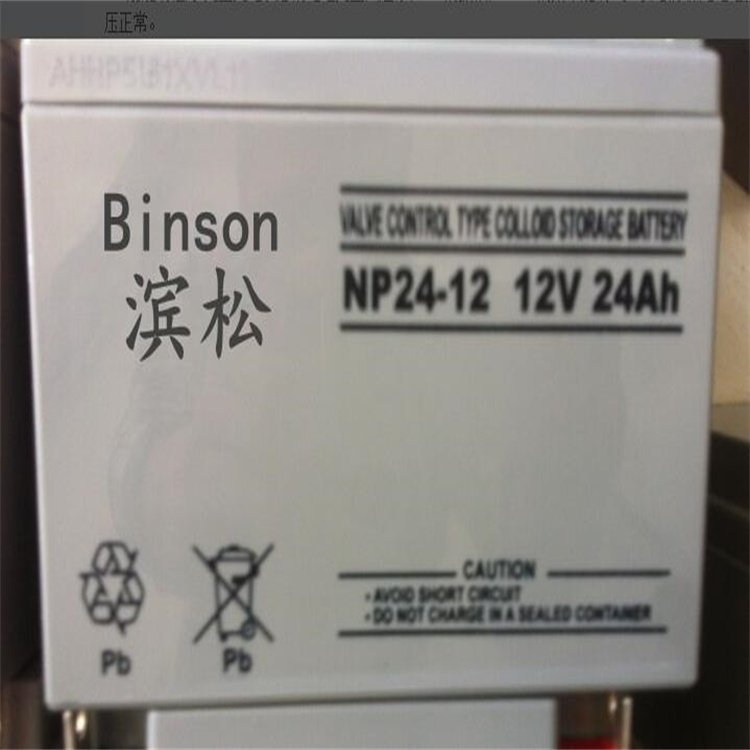 压正常。
Binson
滨松
VALVE CONTROL TYPE COLLOID STORAGE BATTERY
NP24-12 12V 24Ah
CAUTION
• AVOID SHORT CIRCUIT
• DO NOT CHARGE IN A SEALED CONTAINER
Pb
Pb